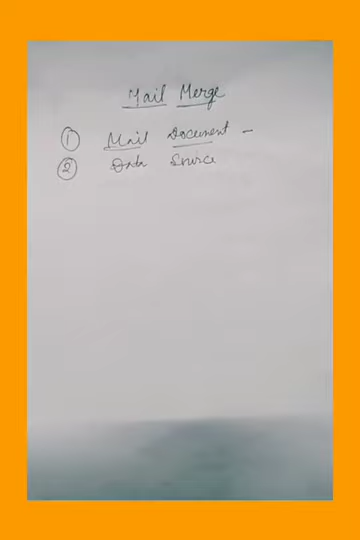 Mail Merge
① Mail Document –
② Data Source